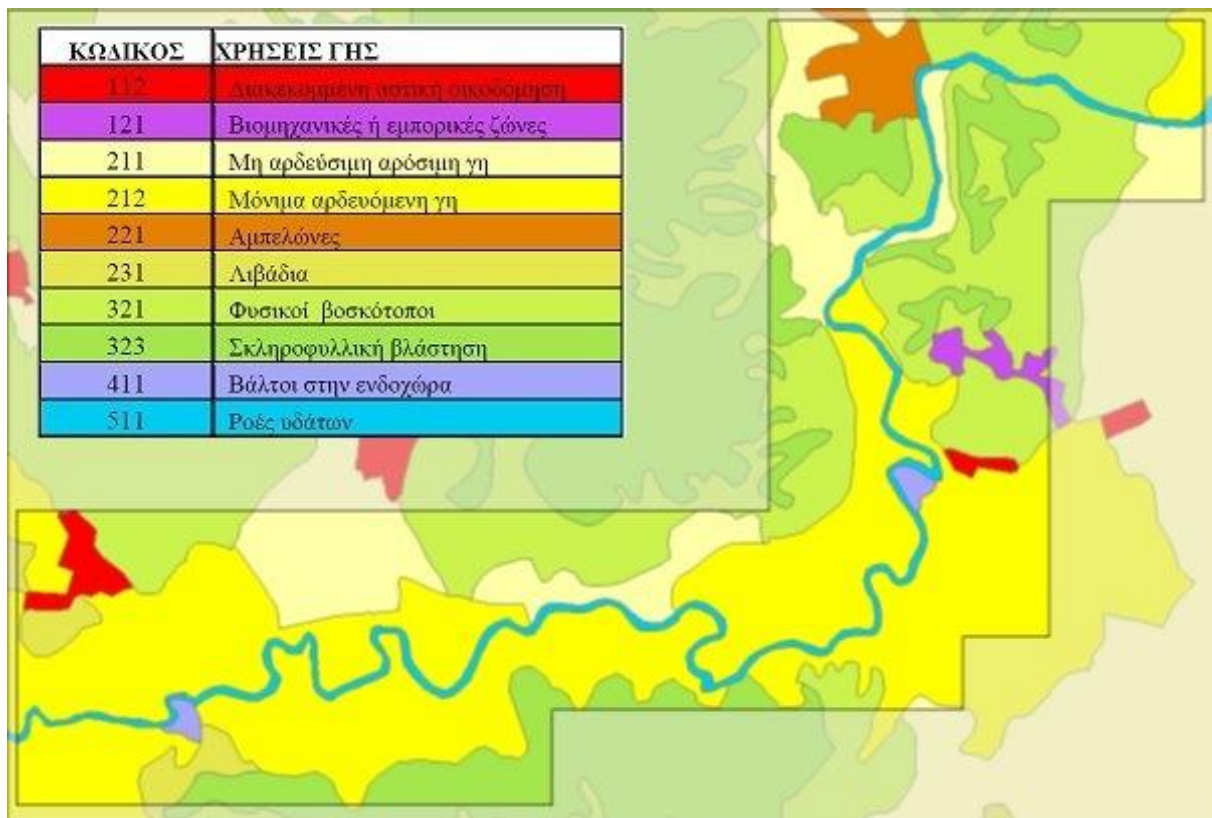 ΚΩΔΙΚΟΣ ΧΡΗΣΕΙΣ ΓΗΣ
112 Διακεκομμενη αστική οικοδόμηση
121 Βιομηχανικές ή εμπορικές ζώνες
211 Μη αρδεύσιμη αρόσιμη γη
212 Μόνιμα αρδευόμενη γη
221 Αμπελώνες
231 Λιβάδια
321 Φυσικοί βοσκότοποι
323 Σκληροφυλλική βλάστηση
411 Βάλτοι στην ενδοχώρα
511 Ροές υδάτων